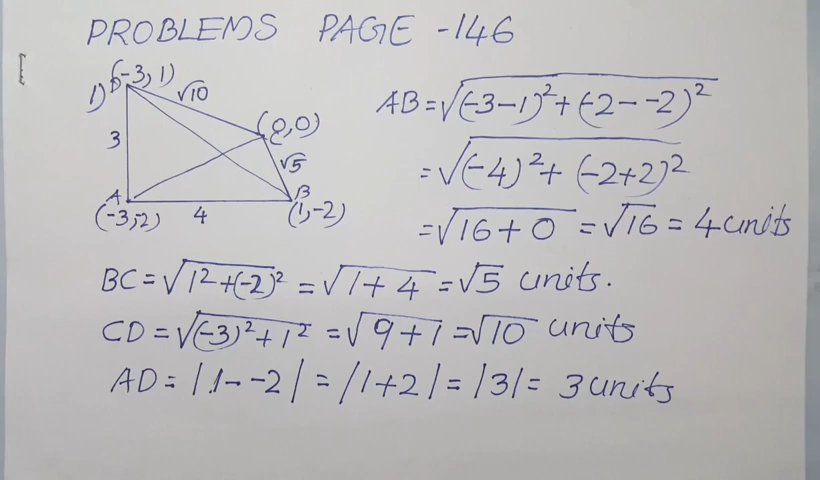 PROBLEMS PAGE -146
1) (-3, 1)
√10
(0,0)
3
√5
A
B
(-3,-2)
4
(1,-2)
AB = √(-3-1)²+(-2--2)²
= √(-4)²+ (-2+2)²
= √16+0 = √16 = 4 units
BC = √1²+(-2)² = √1+4 = √5 units.
CD = √(-3)²+1² = √9+1 = √10 units
AD = |1--2| = |1+2| = |3| = 3 units